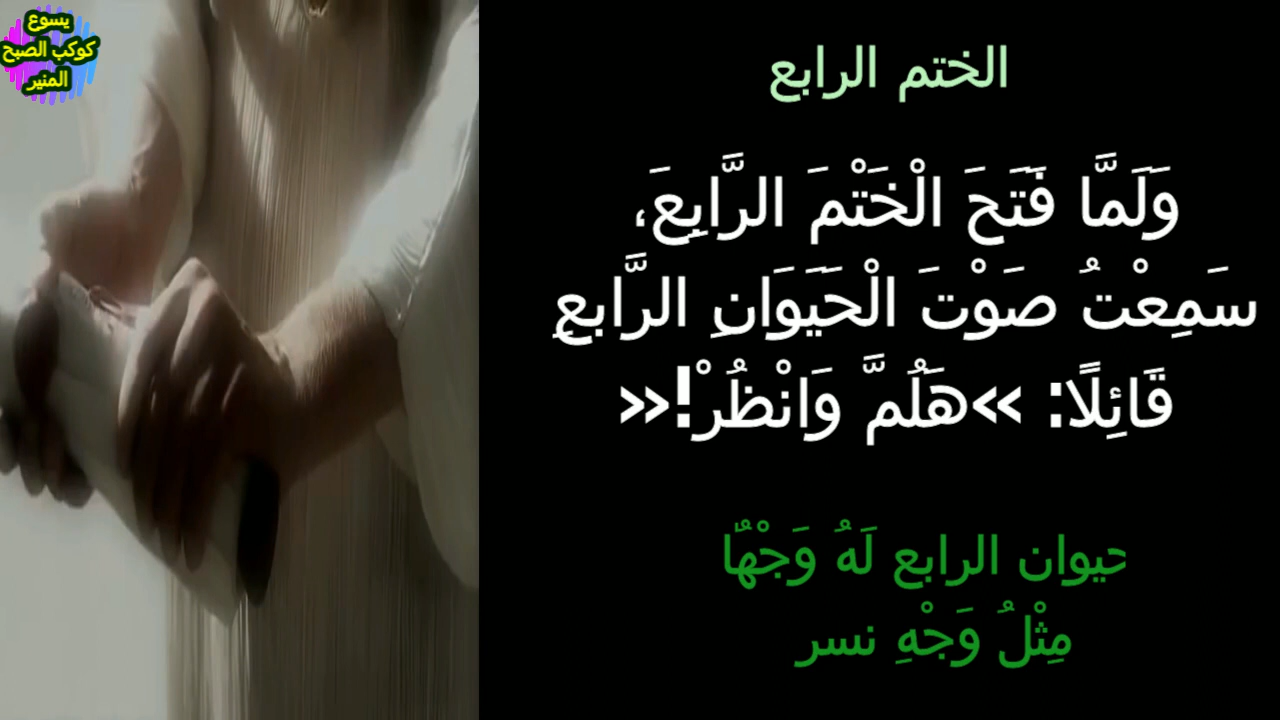 يسوع
كوكب الصبح
المنير
الختم الرابع
وَلَمَّا فَتَحَ الْخَتْمَ الرَّابِعَ،
سَمِعْتُ صَوْتَ الْحَيَوَانِ الرَّابعِ
قَائِلًا: »هَلُمَّ وَانْظُرْ!«
حيوان الرابع لَهُ وَجْهًا
مِثْلُ وَجْهِ نسر